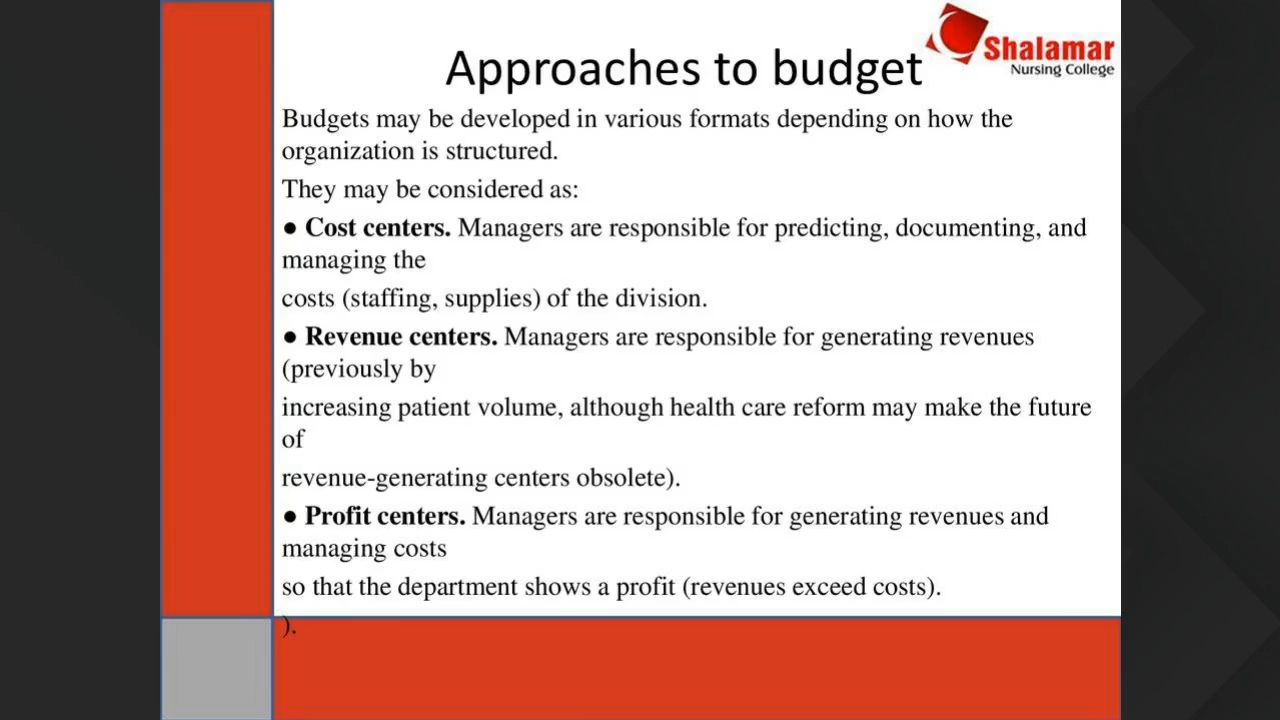 Approaches to budget
Shalamar
Nursing College
Budgets may be developed in various formats depending on how the
organization is structured.
They may be considered as:
● Cost centers. Managers are responsible for predicting, documenting, and
managing the
costs (staffing, supplies) of the division.
● Revenue centers. Managers are responsible for generating revenues
(previously by
increasing patient volume, although health care reform may make the future
of
revenue-generating centers obsolete).
● Profit centers. Managers are responsible for generating revenues and
managing costs
so that the department shows a profit (revenues exceed costs).
).